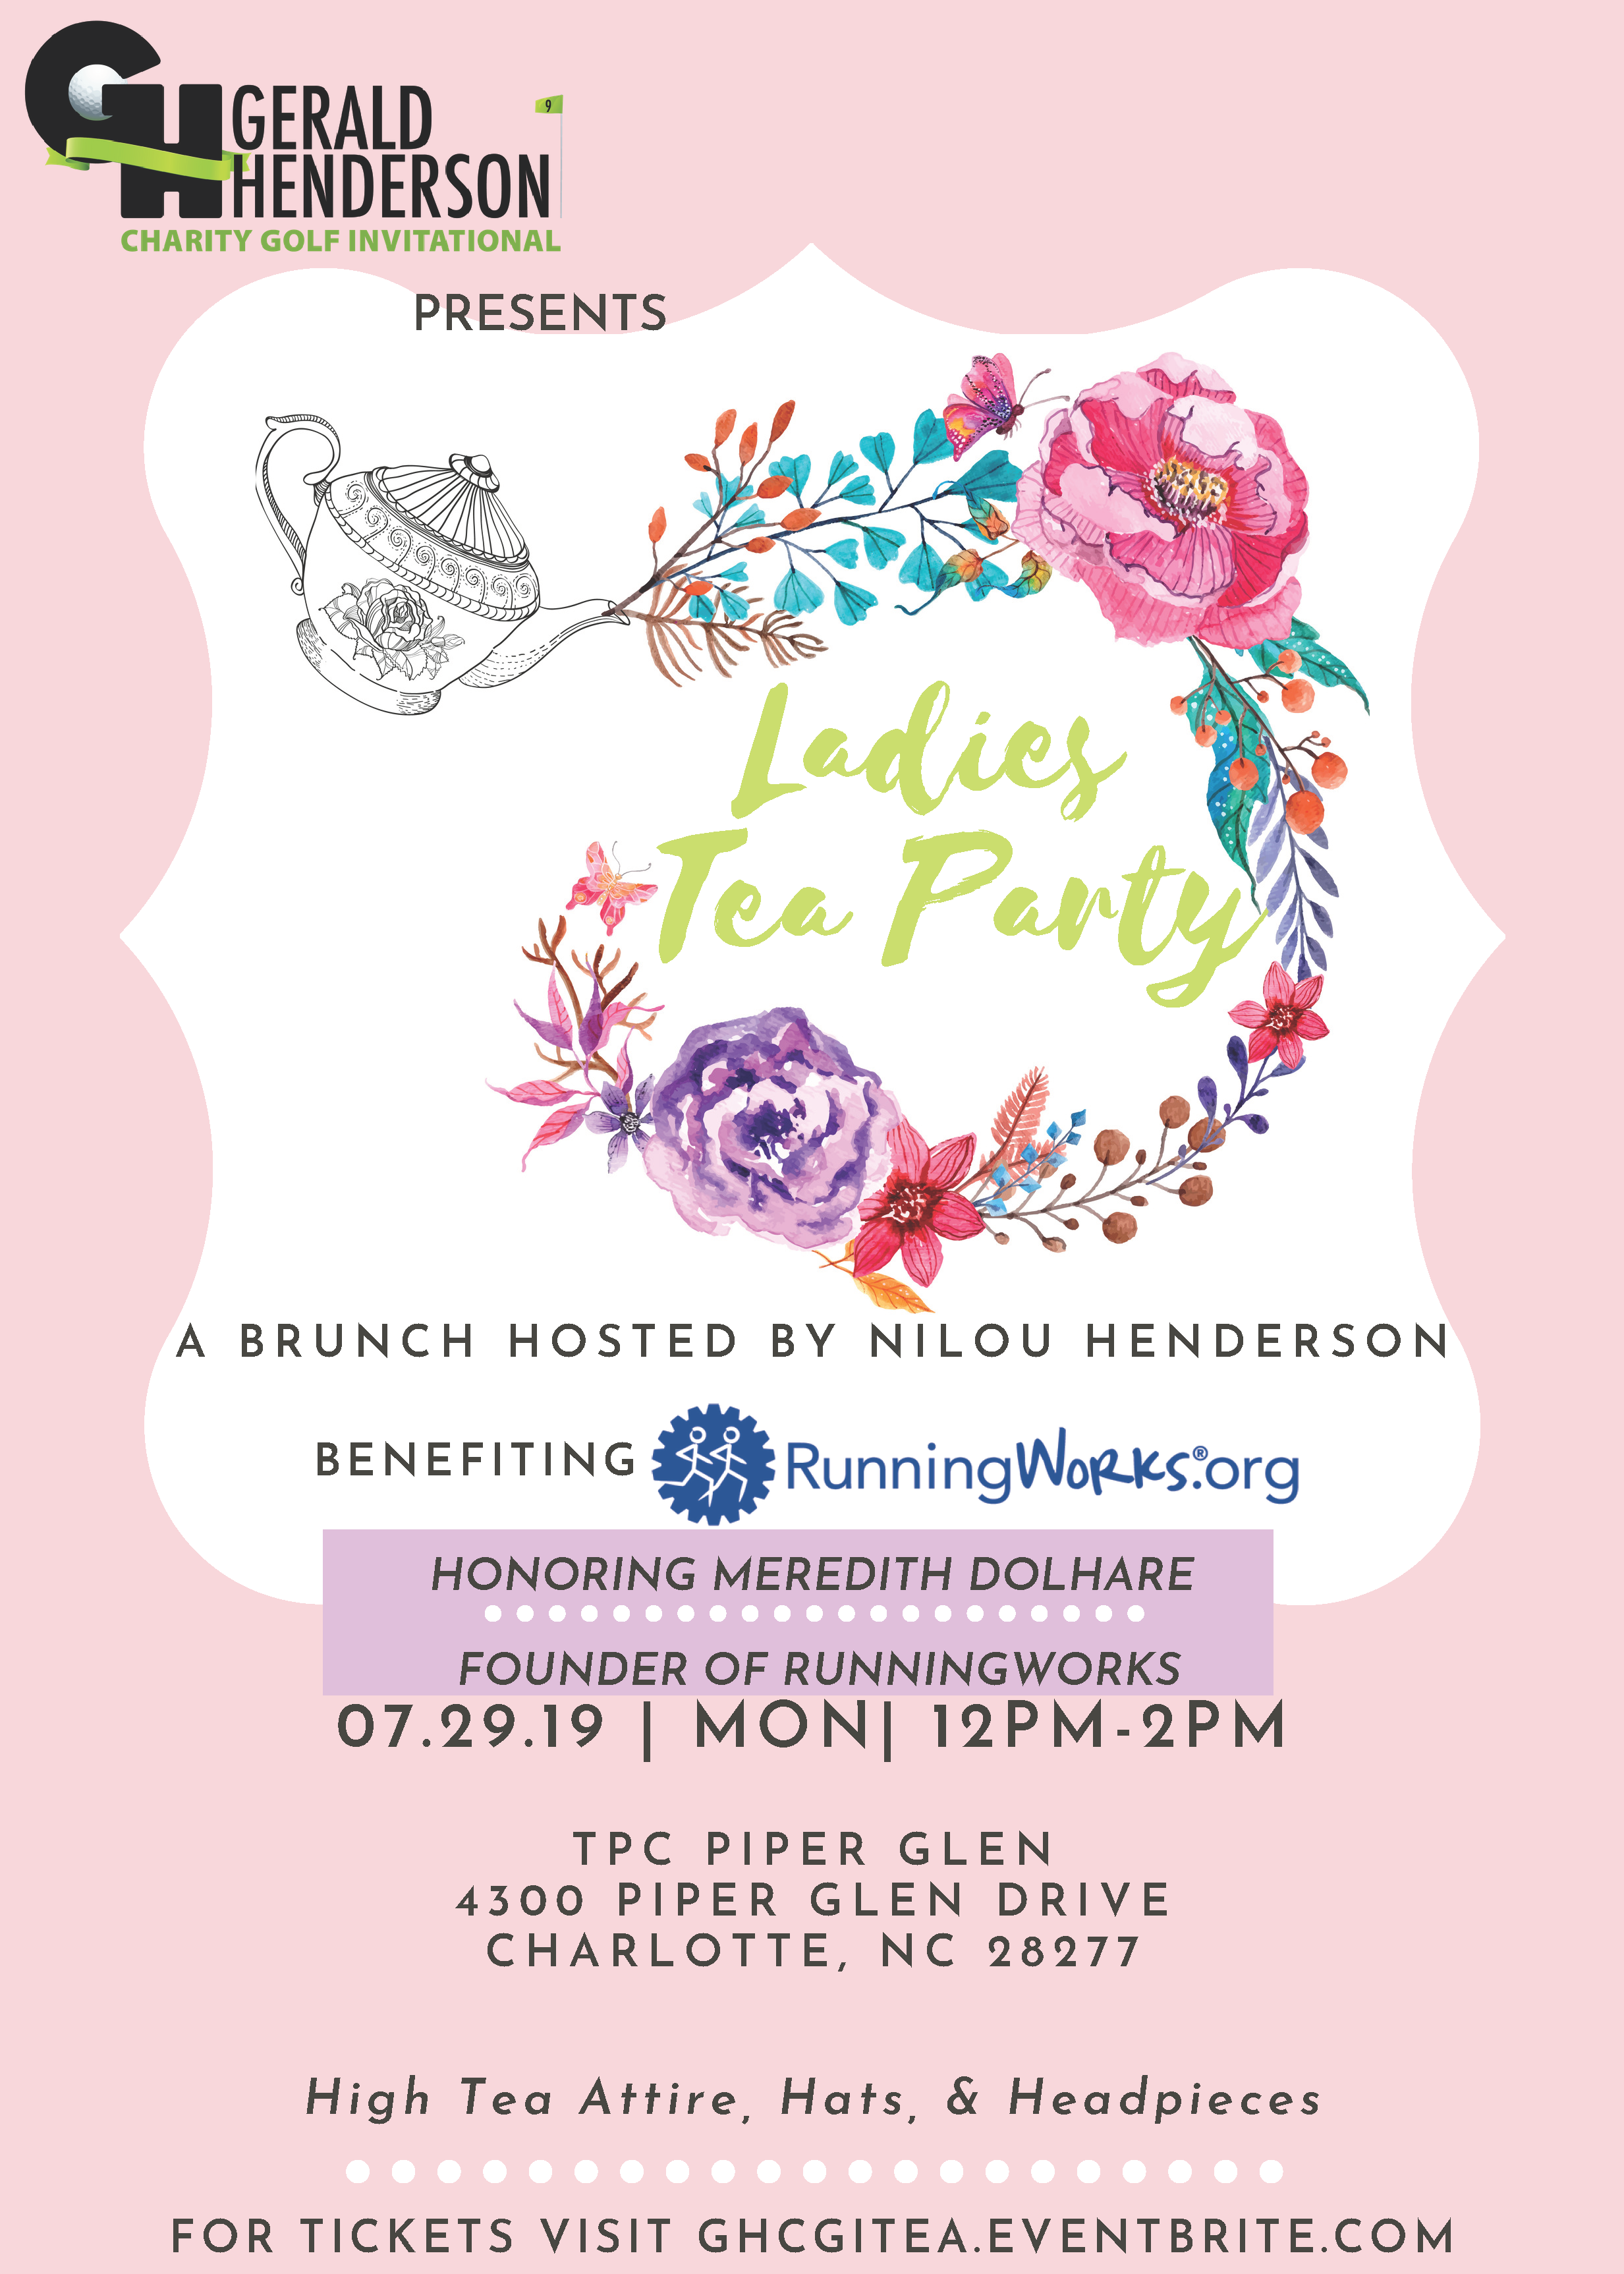 GH GERALD
HENDERSON
9
CHARITY GOLF INVITATIONAL
PRESENTS
Ladies
Tea Party
A BRUNCH HOSTED BY NILOU HENDERSON
BENEFITING RunningWorks®.org
HONORING MEREDITH DOLHARE
FOUNDER OF RUNNINGWORKS
07.29.19 | MON| 12PM-2PM
TPC PIPER GLEN
4300 PIPER GLEN DRIVE
CHARLOTTE, NC 28277
High Tea Attire, Hats, & Headpieces
FOR TICKETS VISIT GHCGITEA.EVENTBRITE.COM